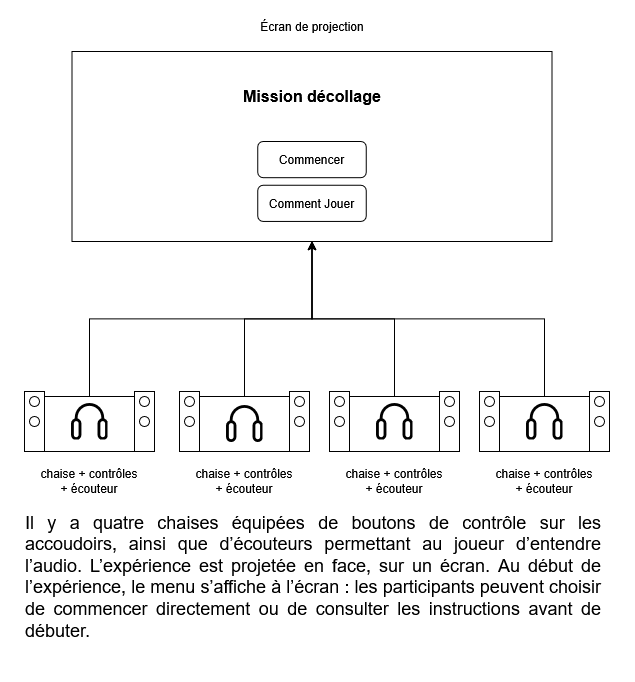 Écran de projection
Mission décollage
Commencer
Comment Jouer
chaise + contrôles
+ écouteur
chaise + contrôles
+ écouteur
chaise + contrôles
+ écouteur
chaise + contrôles
+ écouteur
Il y a quatre chaises équipées de boutons de contrôle sur les
accoudoirs, ainsi que d’écouteurs permettant au joueur d’entendre
l’audio. L’expérience est projetée en face, sur un écran. Au début de
l’expérience, le menu s’affiche à l’écran : les participants peuvent choisir
de commencer directement ou de consulter les instructions avant de
débuter.